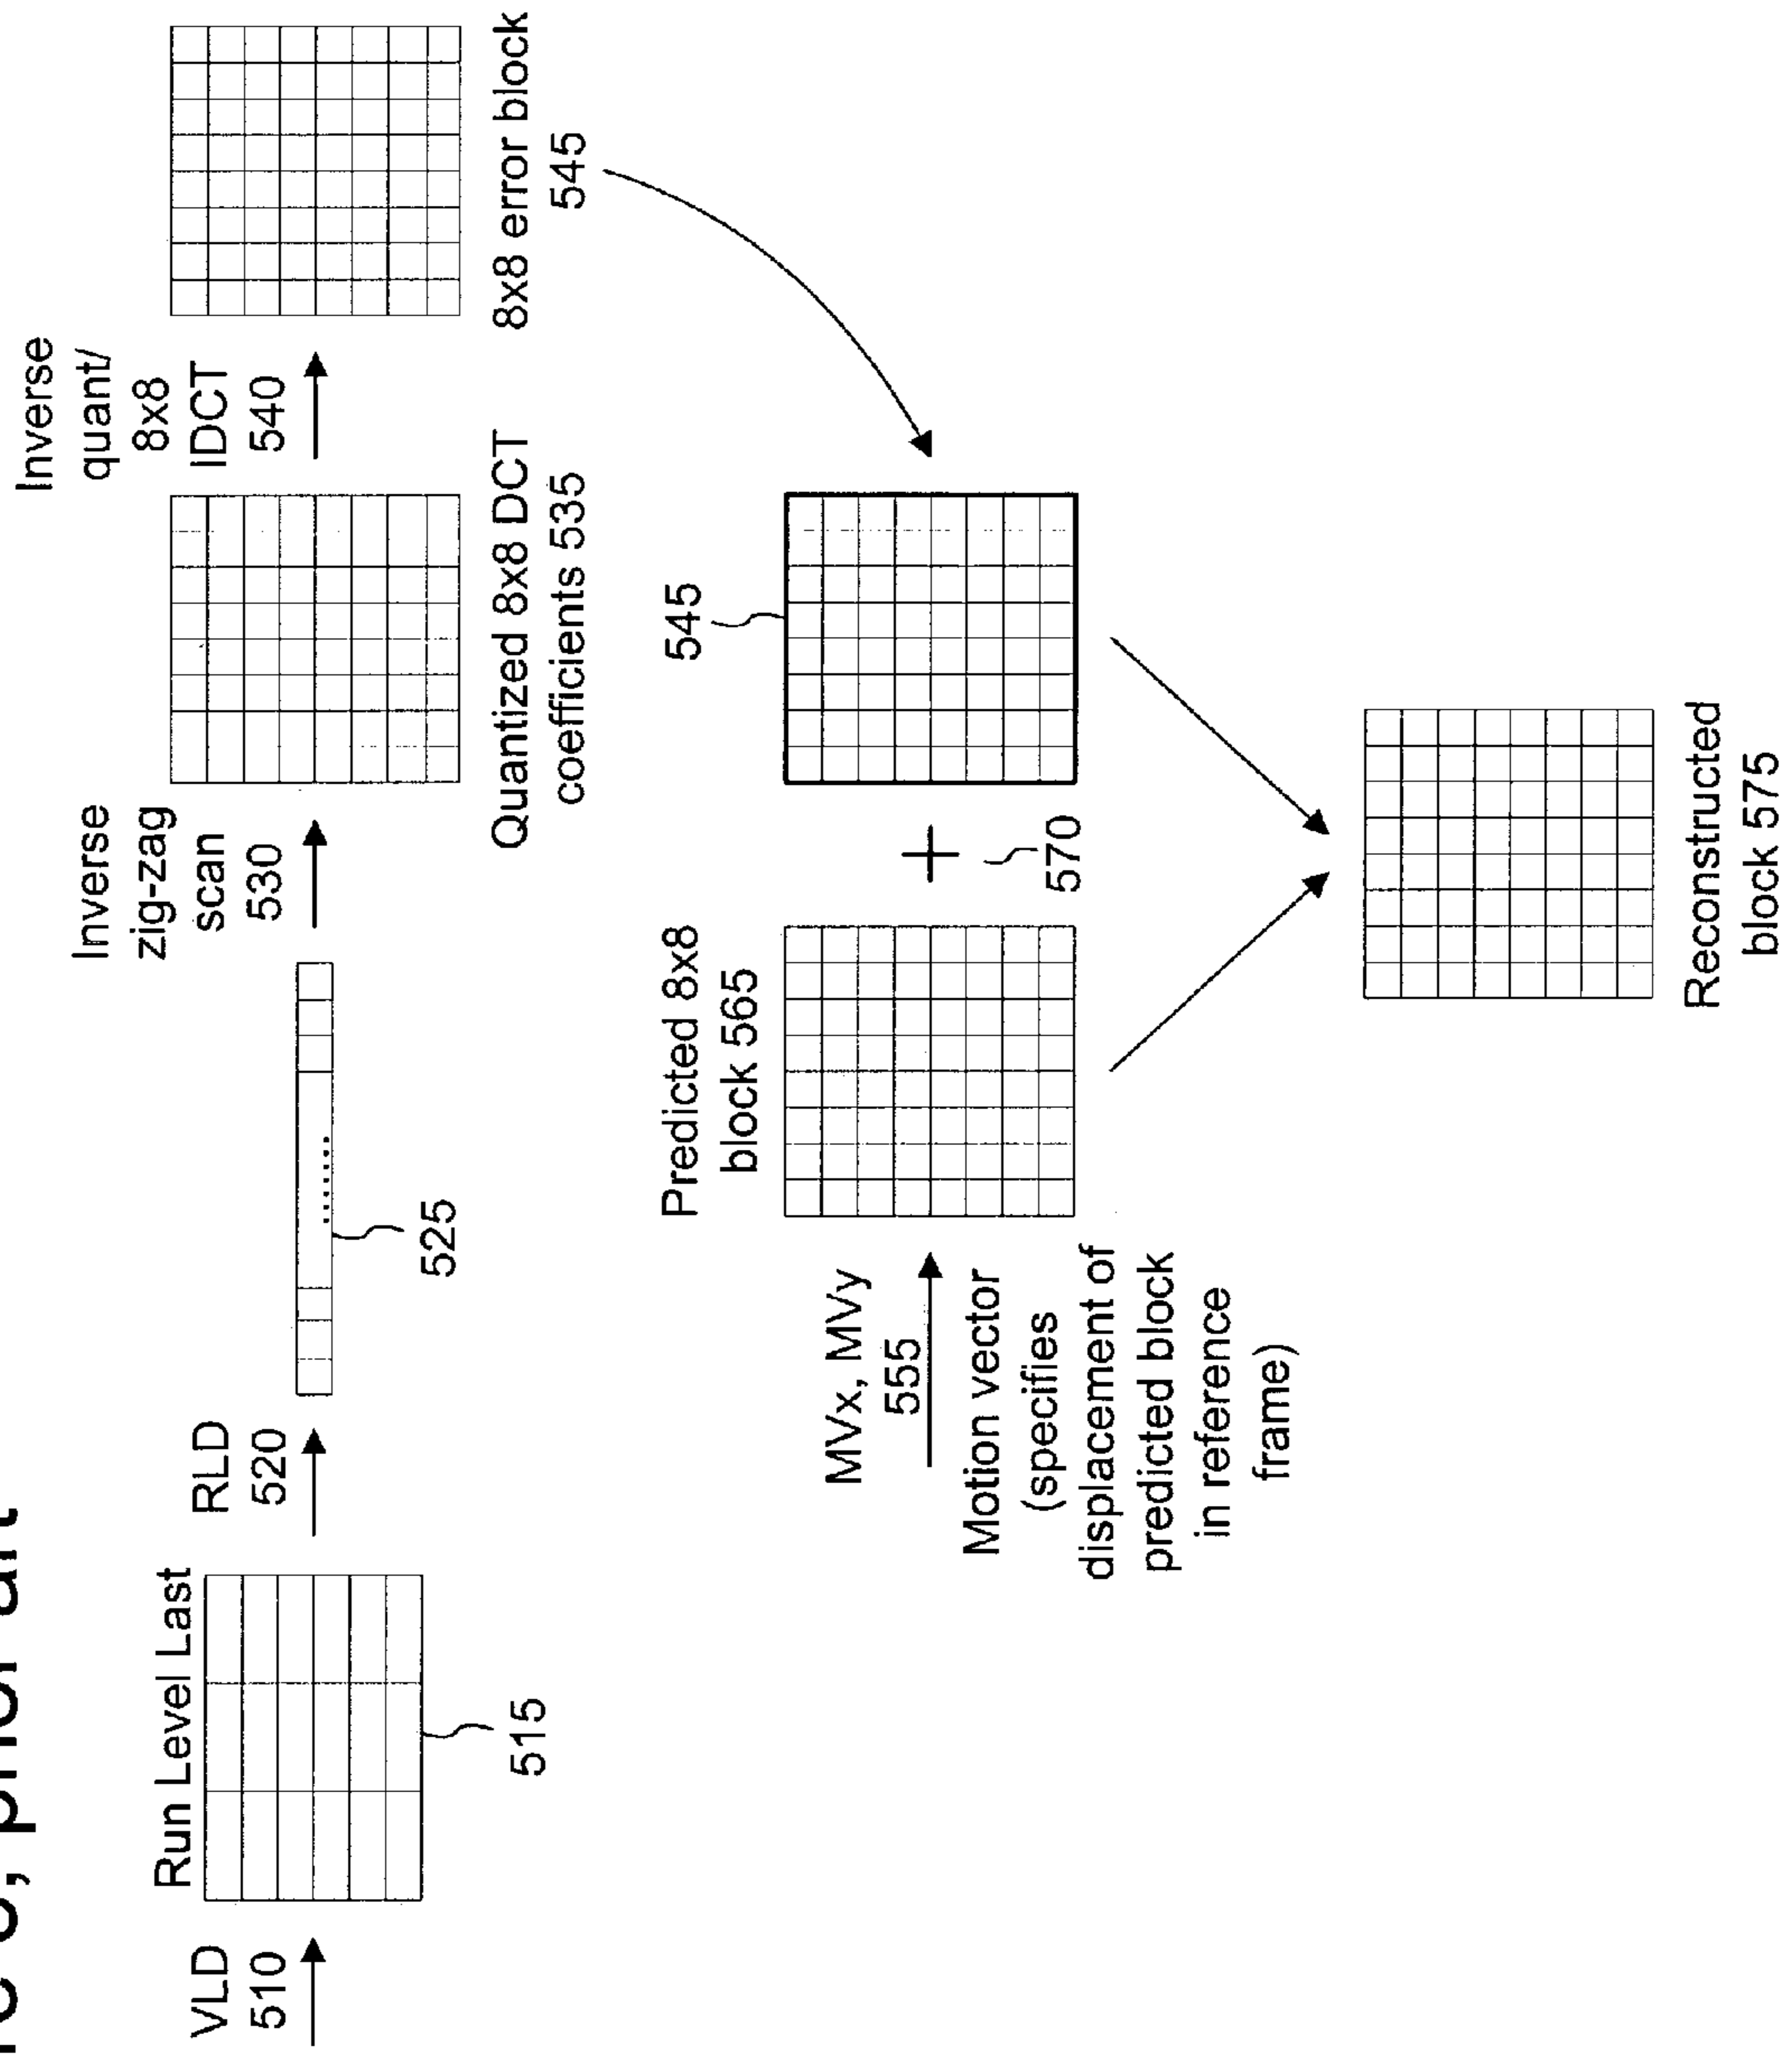 prior art
VLD
510
Run Level Last
515
RLD
520
525
Inverse
zig-zag
scan
530
Quantized 8x8 DCT
coefficients 535
Inverse
quant/
8x8
IDCT
540
8x8 error block
545
MVx, MVy
555
Motion vector
(specifies
displacement of
predicted block
in reference
frame)
Predicted 8x8
block 565
+
570
545
Reconstructed
block 575